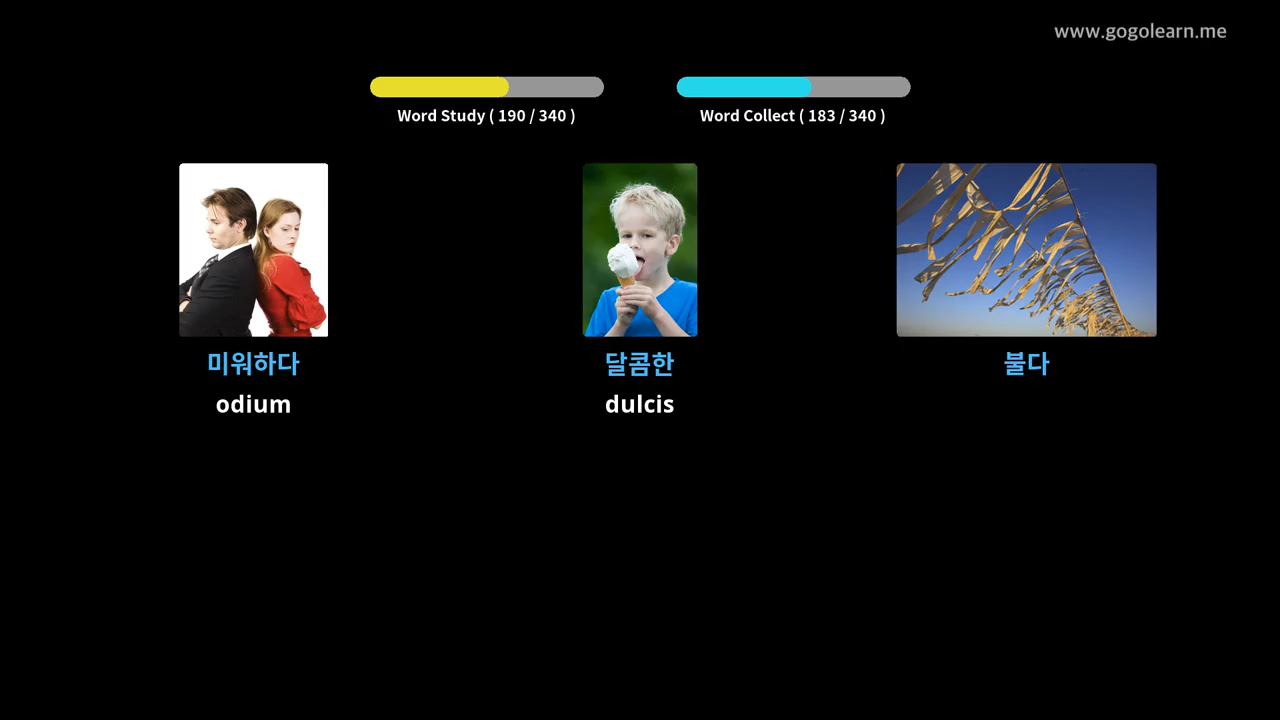 www.gogolearn.me
Word Study ( 190 / 340 )
Word Collect ( 183 / 340 )
미워하다
odium
달콤한
dulcis
불다